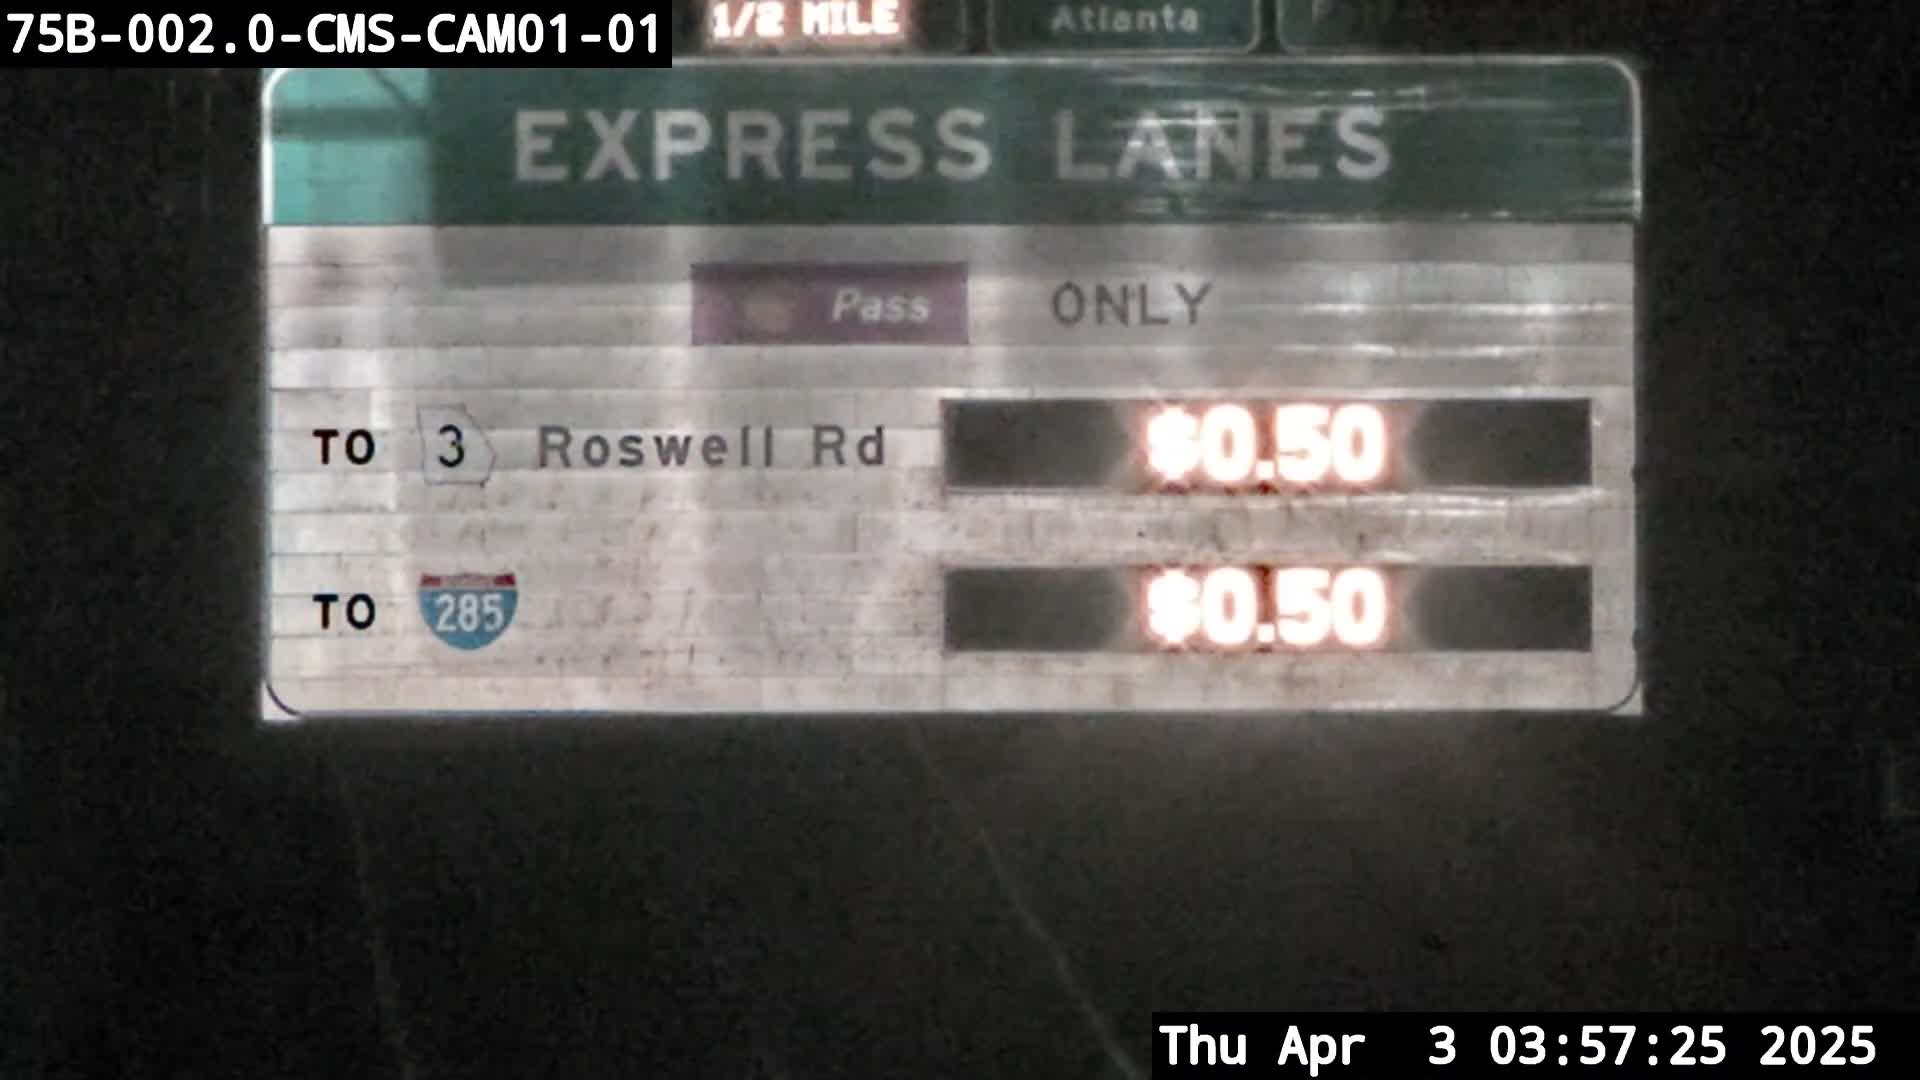 75B-002.0-CMS-CAM01-01
1/2 MILE
Atlanta
EXPRESS LANES
Pass ONLY
TO 3 Roswell Rd $0.50
TO 285 $0.50
Thu Apr 3 03:57:25 2025